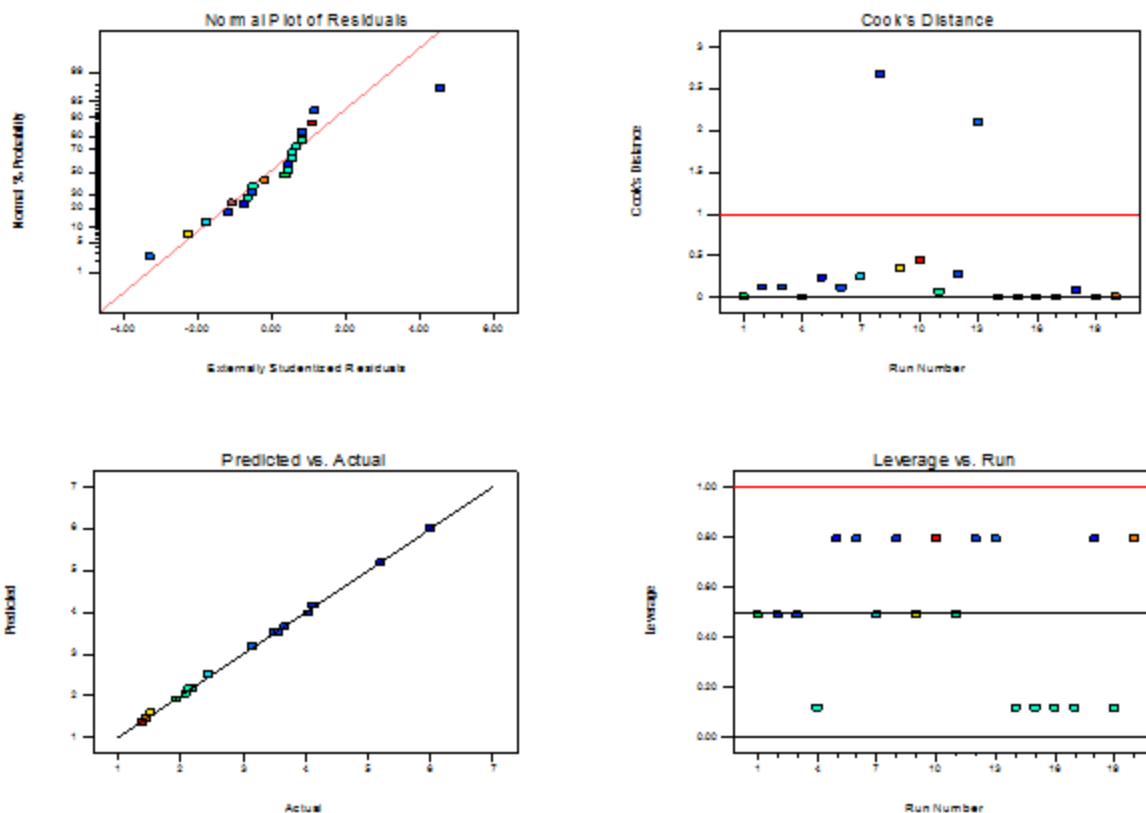 Normal Plot of Residuals
Normal % Probability
99
95
90
80
70
50
30
20
10
5
1
-4.00 -2.00 0.00 2.00 4.00 6.00
Externally Studentized Residuals
Cook's Distance
Cook's Distance
3
2.5
2
1.5
1
0.5
0
1 4 7 10 13 16 19
Run Number
Predicted vs. Actual
Predicted
7
6
5
4
3
2
1
1 2 3 4 5 6 7
Actual
Leverage vs. Run
Leverage
1.00
0.80
0.60
0.40
0.20
0.00
1 4 7 10 13 16 19
Run Number